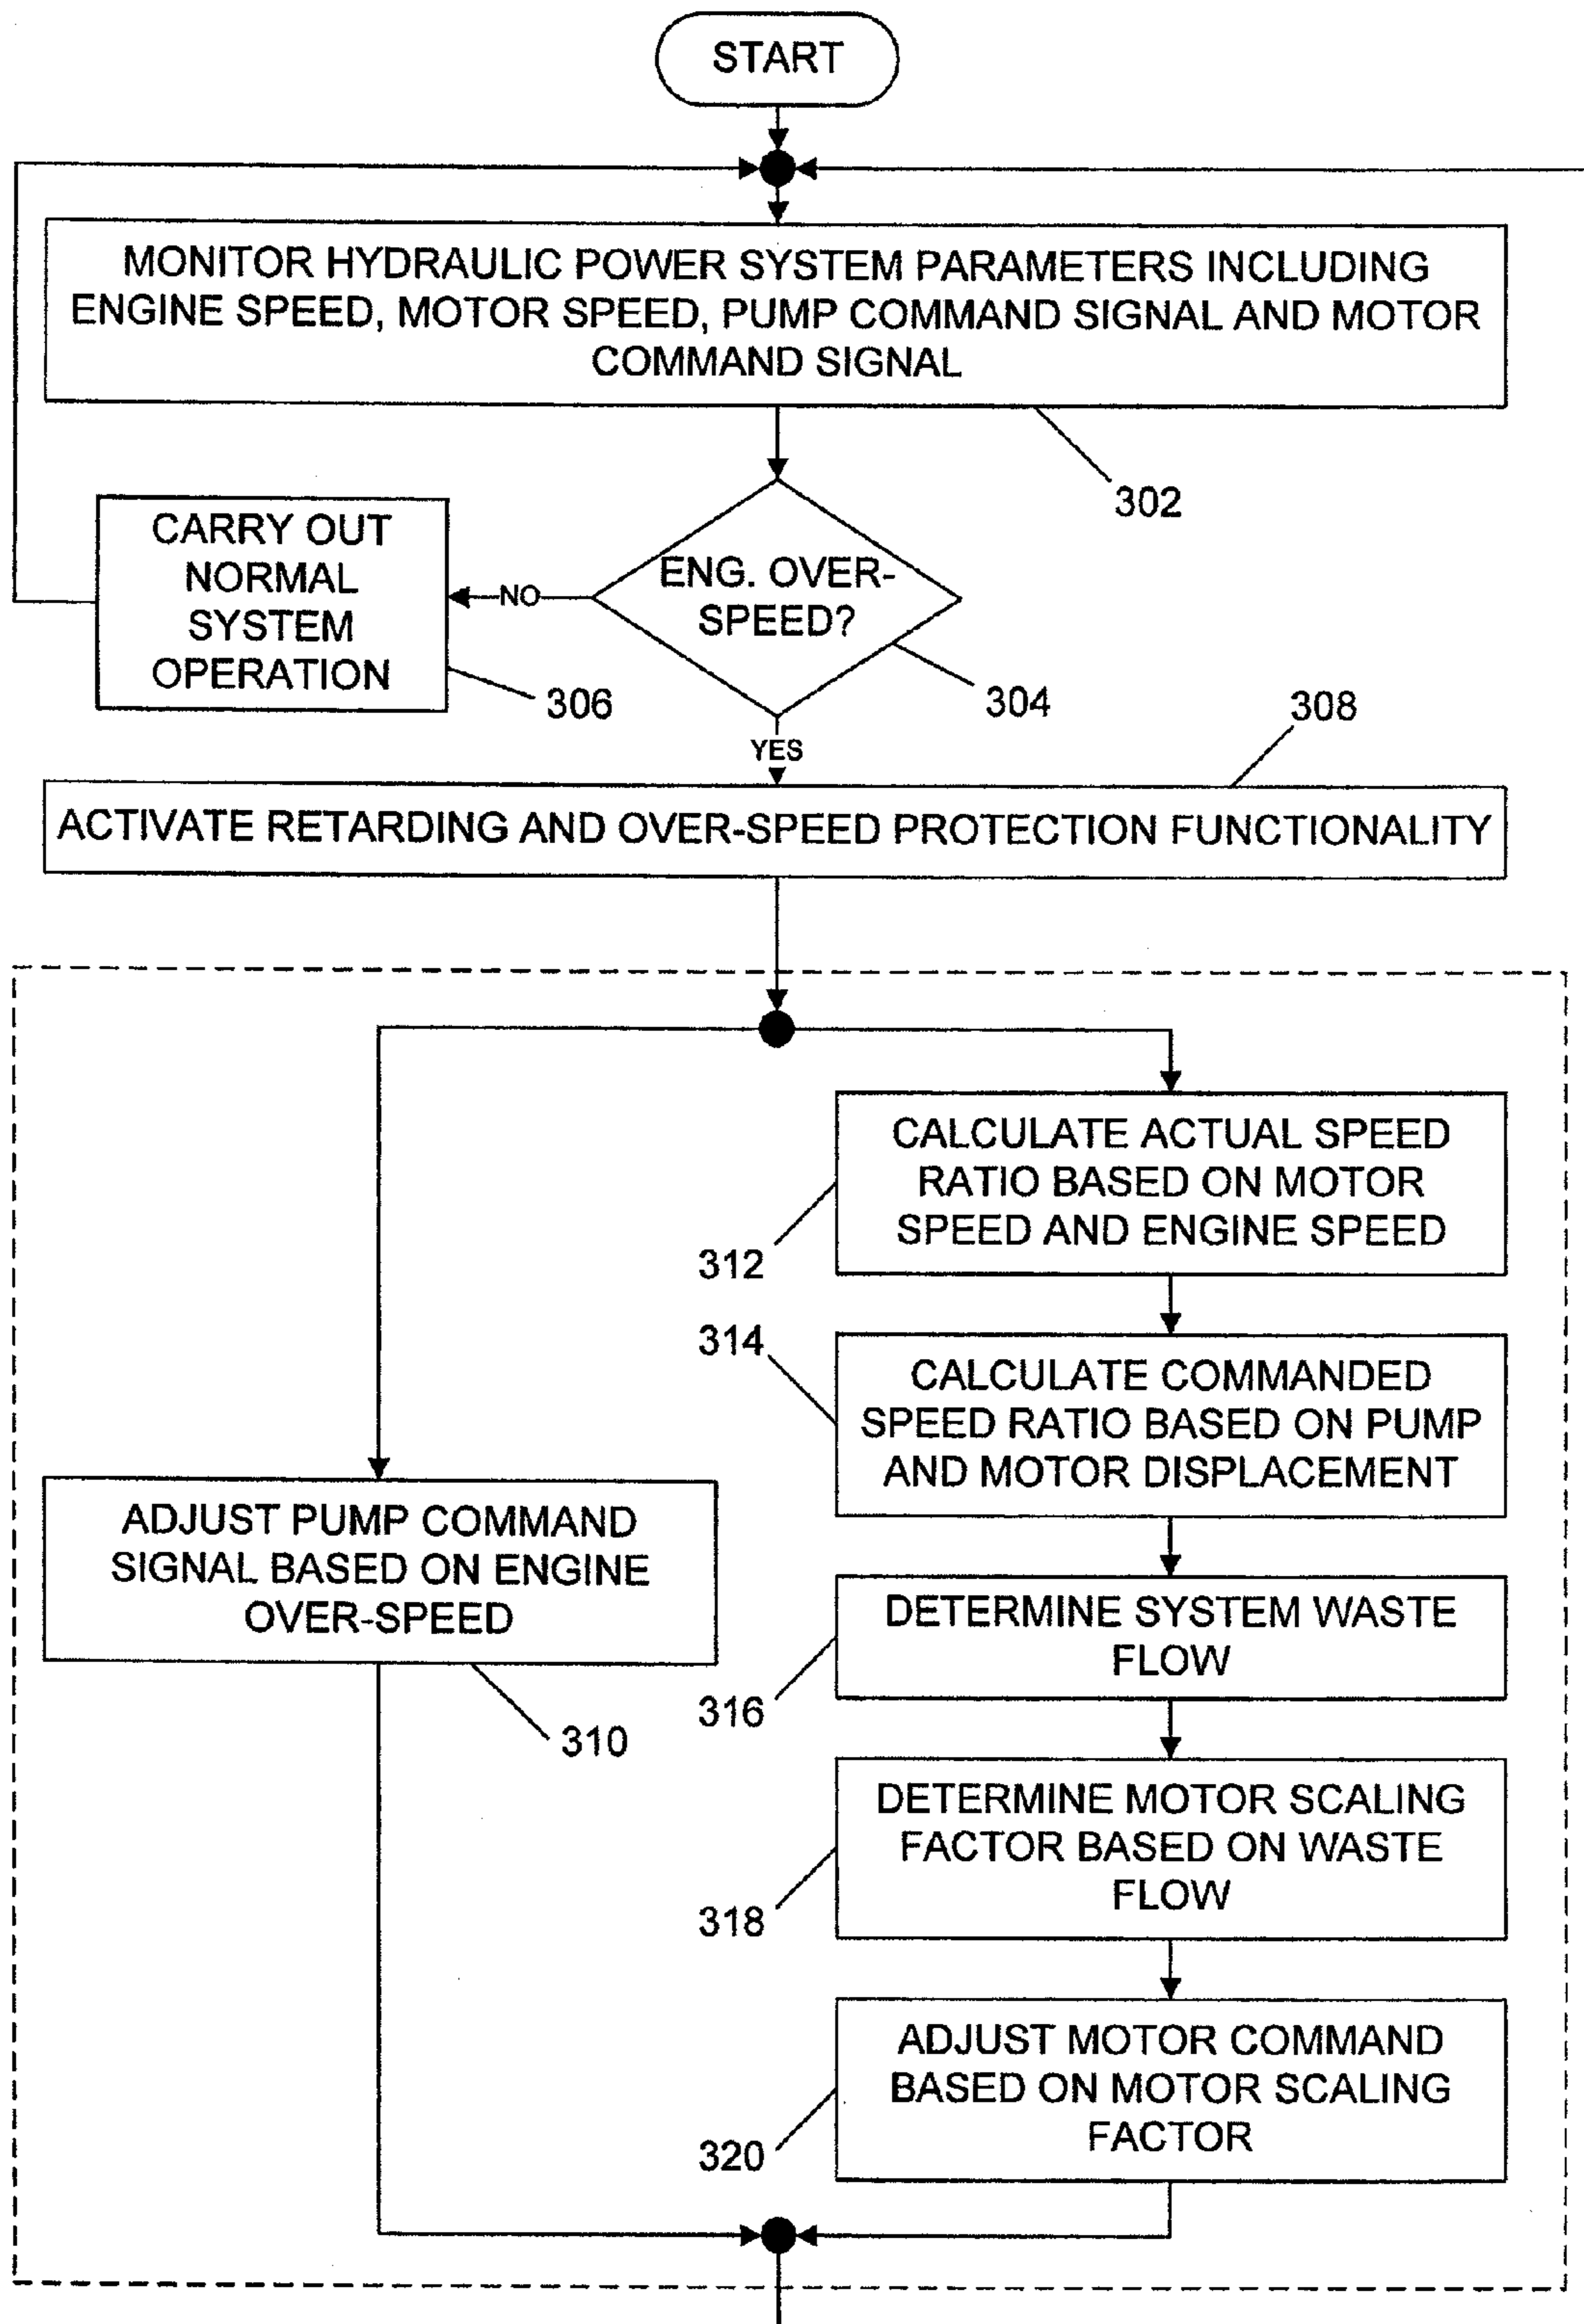 START
MONITOR HYDRAULIC POWER SYSTEM PARAMETERS INCLUDING
ENGINE SPEED, MOTOR SPEED, PUMP COMMAND SIGNAL AND MOTOR
COMMAND SIGNAL
302
CARRY OUT
NORMAL
SYSTEM
OPERATION
306
NO
ENG. OVER-
SPEED?
304
YES
308
ACTIVATE RETARDING AND OVER-SPEED PROTECTION FUNCTIONALITY
CALCULATE ACTUAL SPEED
RATIO BASED ON MOTOR
SPEED AND ENGINE SPEED
312
314
CALCULATE COMMANDED
SPEED RATIO BASED ON PUMP
AND MOTOR DISPLACEMENT
ADJUST PUMP COMMAND
SIGNAL BASED ON ENGINE
OVER-SPEED
310
DETERMINE SYSTEM WASTE
FLOW
316
DETERMINE MOTOR SCALING
FACTOR BASED ON WASTE
FLOW
318
ADJUST MOTOR COMMAND
BASED ON MOTOR SCALING
FACTOR
320